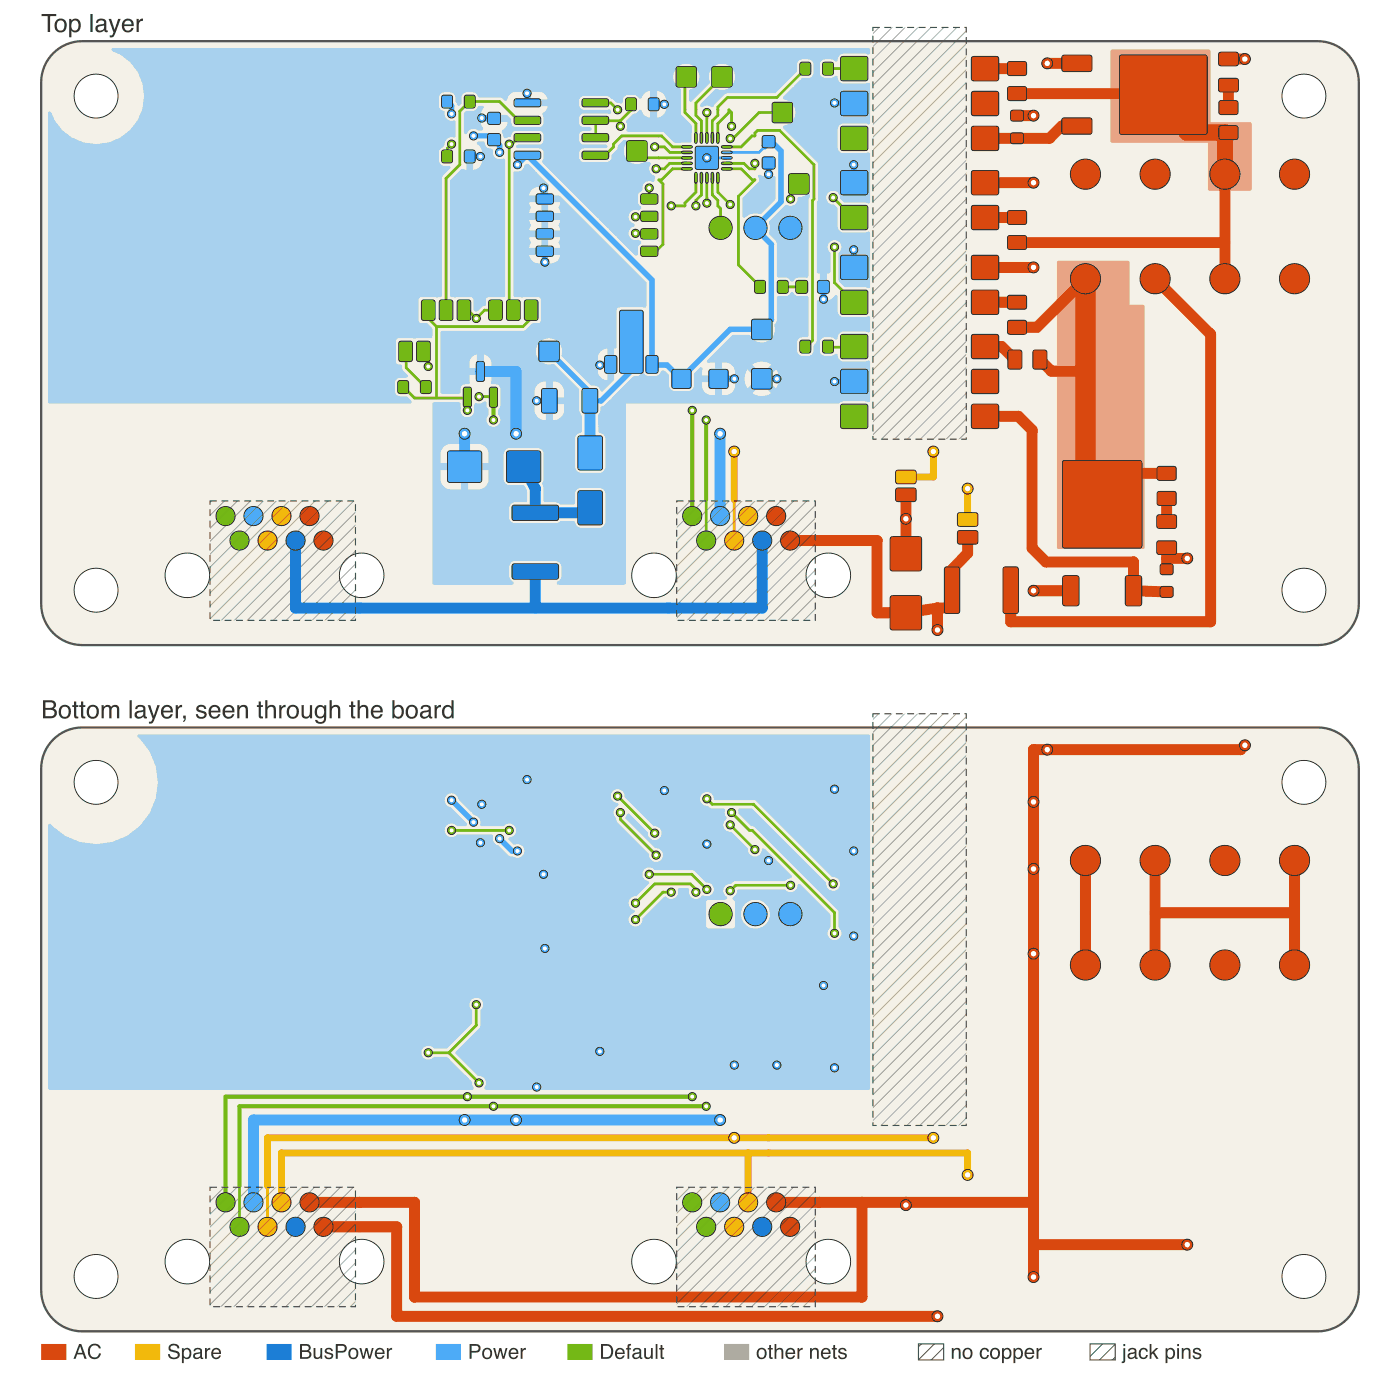 Top layer
Bottom layer, seen through the board
AC Spare BusPower Power Default other nets no copper jack pins